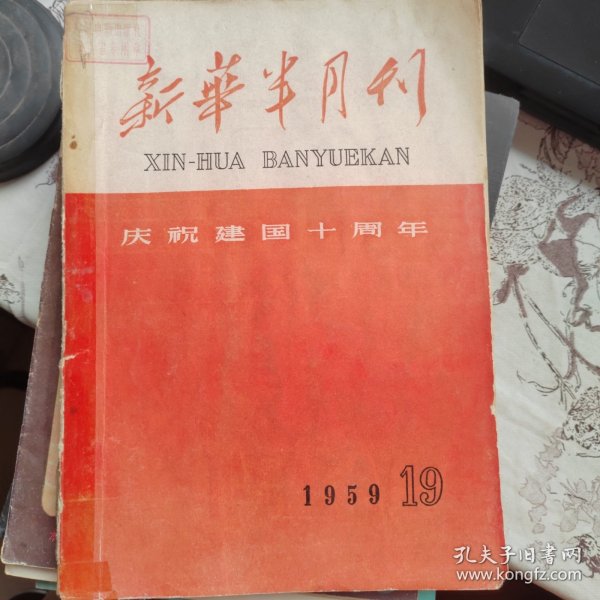 新華半月刊
XIN-HUA BANYUEKAN
庆祝建国十周年
1959 19
孔夫子旧书网
www.kongfz.com